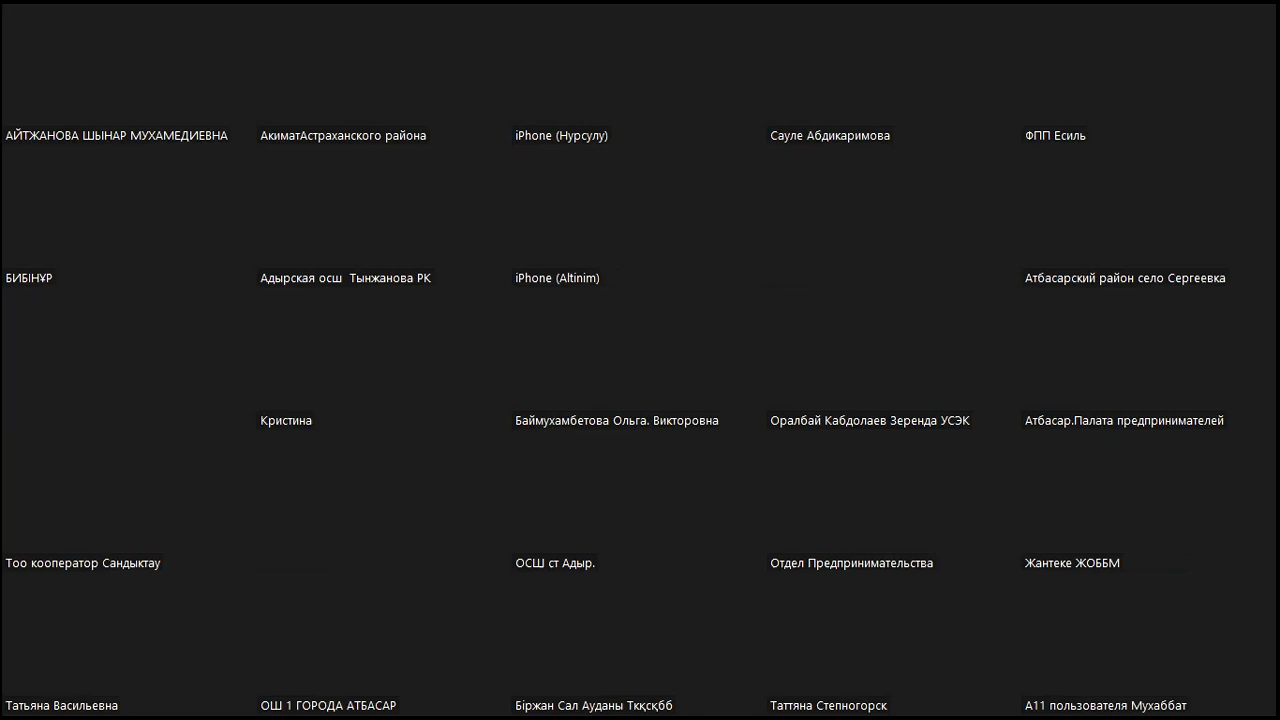 АЙТЖАНОВА ШЫНАР МУХАМЕДИЕВНА
АкиматАстраханского района
iPhone (Нурсулу)
Сауле Абдикаримова
ФПП Есиль
БИБІНҰР
Адырская осш  Тынжанова РК
iPhone (Altinim)
Атбасарский район село Сергеевка
Кристина
Баймухамбетова Ольга. Викторовна
Оралбай Кабдолаев Зеренда УСЭК
Атбасар.Палата предпринимателей
Тоо кооператор Сандыктау
ОСШ ст Адыр.
Отдел Предпринимательства
Жантеке ЖОББМ
Татьяна Васильевна
ОШ 1 ГОРОДА АТБАСАР
Біржан Сал Ауданы Ткқсқбб
Таттяна Степногорск
A11 пользователя Мухаббат